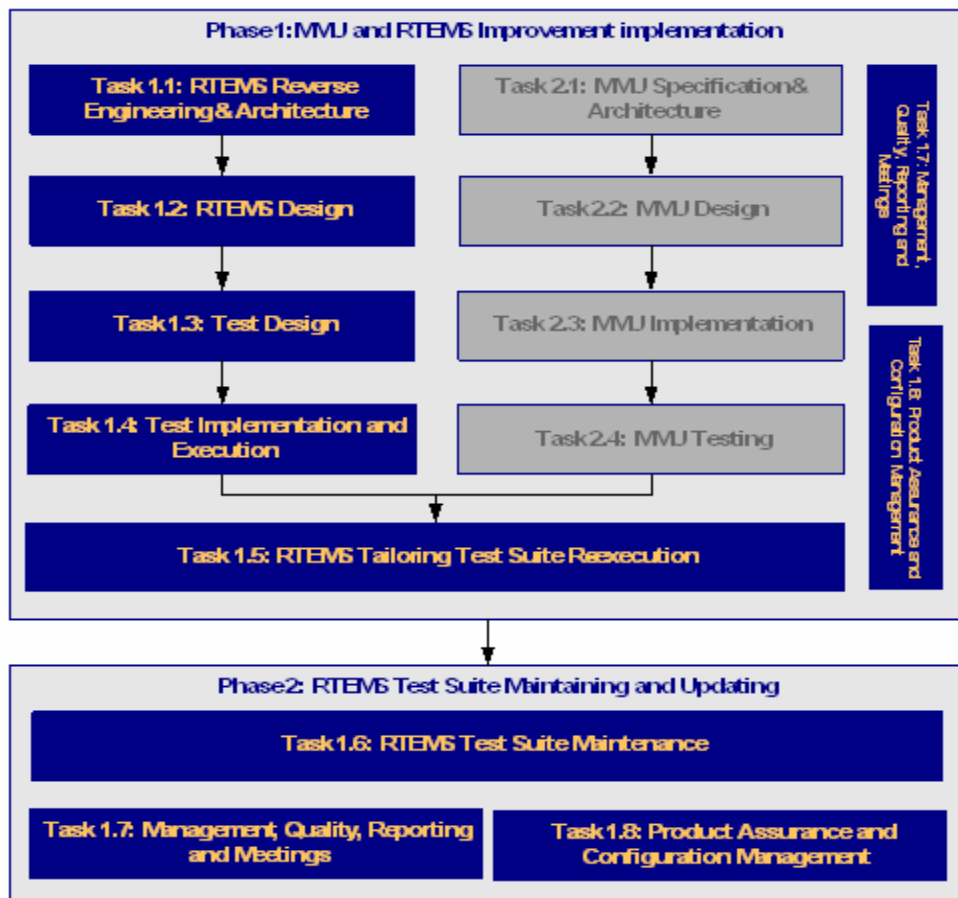 Phase 1: MMU and RTEMS Improvement implementation
Task 1.1: RTEMS Reverse
Engineering & Architecture
Task 2.1: MMU Specification &
Architecture
Task 1.7: Management,
Quality, Reporting and
Meetings
Task 1.2: RTEMS Design
Task 2.2: MMU Design
Task 1.3: Test Design
Task 2.3: MMU Implementation
Task 1.8: Product Assurance and
Configuration Management
Task 1.4: Test Implementation and
Execution
Task 2.4: MMU Testing
Task 1.5: RTEMS Tailoring Test Suite Reexecution
Phase 2: RTEMS Test Suite Maintaining and Updating
Task 1.6: RTEMS Test Suite Maintenance
Task 1.7: Management, Quality, Reporting
and Meetings
Task 1.8: Product Assurance and
Configuration Management